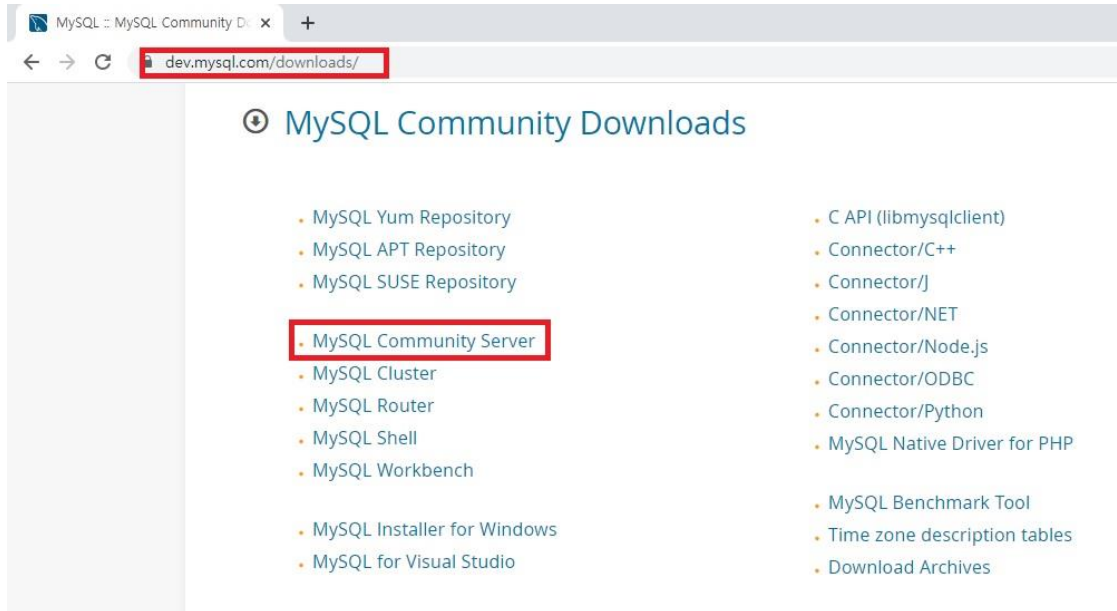 MySQL :: MySQL Community Do
dev.mysql.com/downloads/
MySQL Community Downloads
MySQL Yum Repository
MySQL APT Repository
MySQL SUSE Repository
MySQL Community Server
MySQL Cluster
MySQL Router
MySQL Shell
MySQL Workbench
MySQL Installer for Windows
MySQL for Visual Studio
C API (libmysqlclient)
Connector/C++
Connector/J
Connector/NET
Connector/Node.js
Connector/ODBC
Connector/Python
MySQL Native Driver for PHP
MySQL Benchmark Tool
Time zone description tables
Download Archives